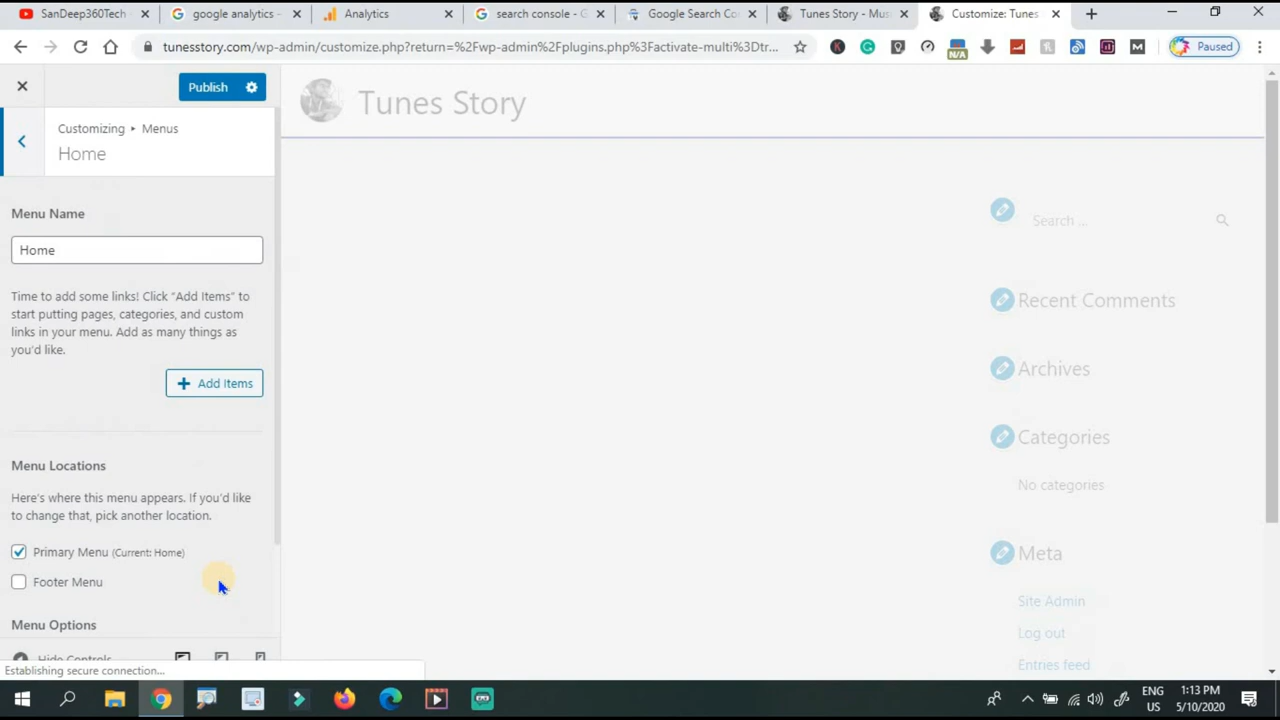 SanDeep360Tech -
google analytics -
Analytics
search console - G
Google Search Co
Tunes Story - Mus
Customize: Tunes
tunesstory.com/wp-admin/customize.php?return=%2Fwp-admin%2Fplugins.php%3Factivate-multi%3Dtr...
N/A
Paused
Publish
Customizing ▸ Menus
Home
Menu Name
Home
Time to add some links! Click "Add Items" to
start putting pages, categories, and custom
links in your menu. Add as many things as
you'd like.
+ Add Items
Menu Locations
Here's where this menu appears. If you'd like
to change that, pick another location.
Primary Menu (Current: Home)
Footer Menu
Menu Options
Hide Controls
Establishing secure connection...
Tunes Story
Search ...
Recent Comments
Archives
Categories
No categories
Meta
Site Admin
Log out
Entries feed
ENG
US
1:13 PM
5/10/2020